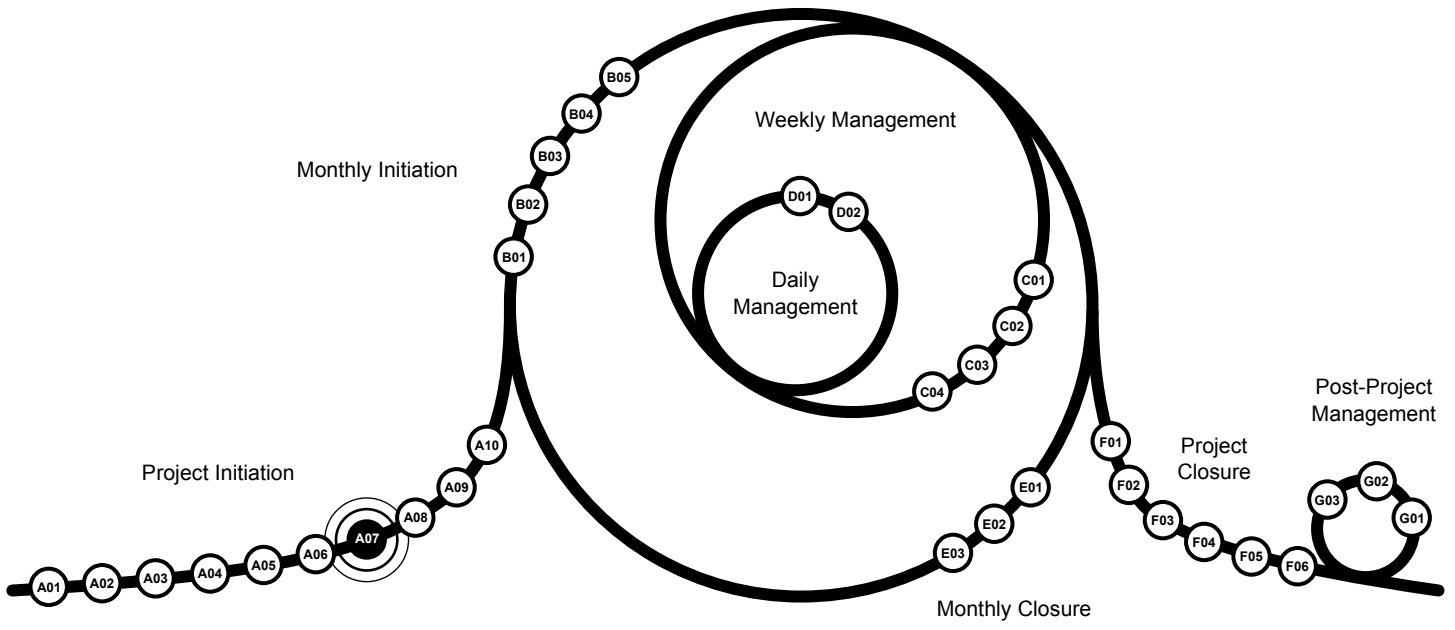 Monthly Initiation
B01
B02
B03
B04
B05
Weekly Management
C01
C02
C03
C04
Daily
Management
D01
D02
Project Initiation
A01
A02
A03
A04
A05
A06
A07
A08
A09
A10
Monthly Closure
E01
E02
E03
Project
Closure
F01
F02
F03
F04
F05
F06
Post-Project
Management
G03
G02
G01